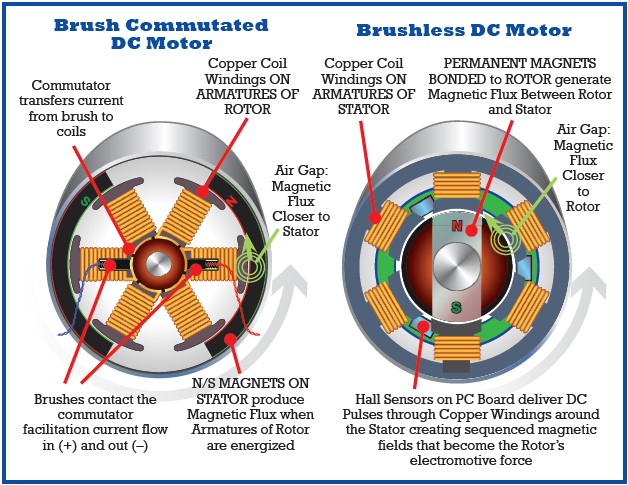 Brush Commutated
DC Motor
Brushless DC Motor
Commutator
transfers current
from brush to
coils
Copper Coil
Windings ON
ARMATURES OF
ROTOR
Copper Coil
Windings ON
ARMATURES OF
STATOR
PERMANENT MAGNETS
BONDED to ROTOR generate
Magnetic Flux Between Rotor
and Stator
Air Gap:
Magnetic
Flux
Closer to
Stator
Air Gap:
Magnetic
Flux
Closer
to
Rotor
S
N
N
S
Brushes contact the
commutator
facilitation current flow
in (+) and out (–)
N/S MAGNETS ON
STATOR produce
Magnetic Flux when
Armatures of Rotor
are energized
Hall Sensors on PC Board deliver DC
Pulses through Copper Windings around
the Stator creating sequenced magnetic
fields that become the Rotor's
electromotive force